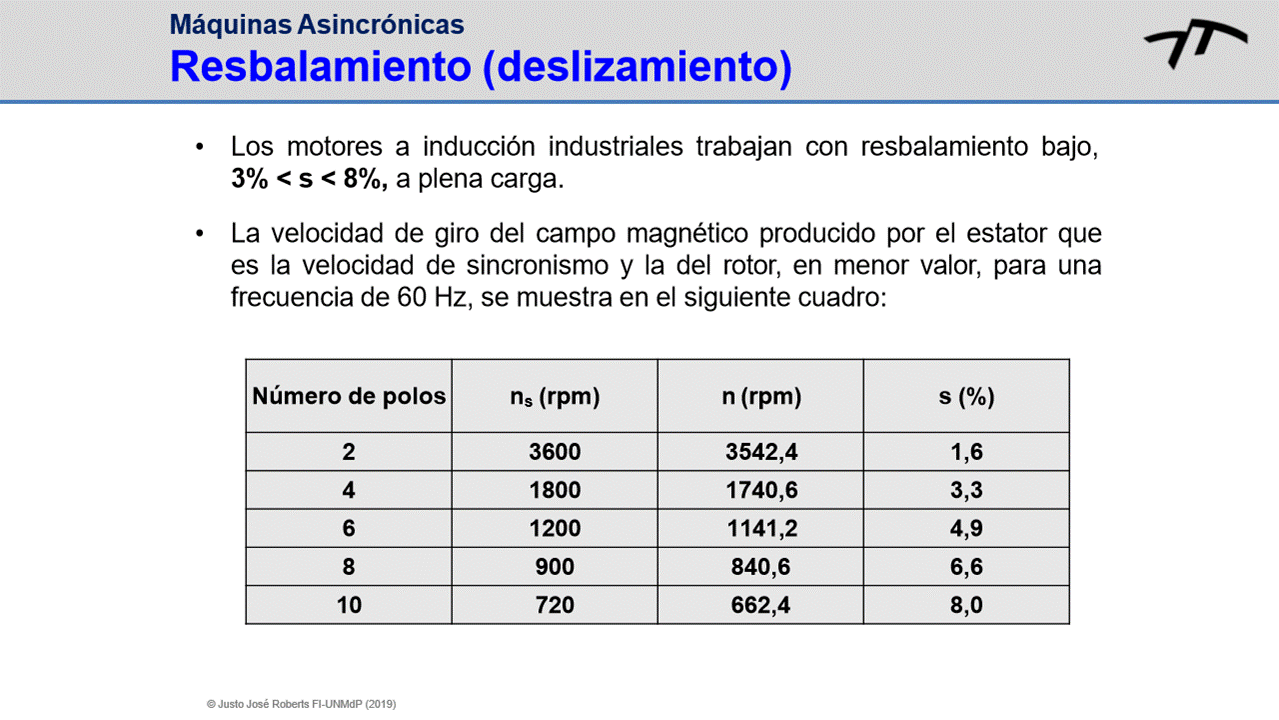 Máquinas Asincrónicas
Resbalamiento (deslizamiento)
• Los motores a inducción industriales trabajan con resbalamiento bajo,
3% < s < 8%, a plena carga.
• La velocidad de giro del campo magnético producido por el estator que
es la velocidad de sincronismo y la del rotor, en menor valor, para una
frecuencia de 60 Hz, se muestra en el siguiente cuadro:
Número de polos ns (rpm) n (rpm) s (%)
2 3600 3542,4 1,6
4 1800 1740,6 3,3
6 1200 1141,2 4,9
8 900 840,6 6,6
10 720 662,4 8,0
© Justo José Roberts FI-UNMdP (2019)